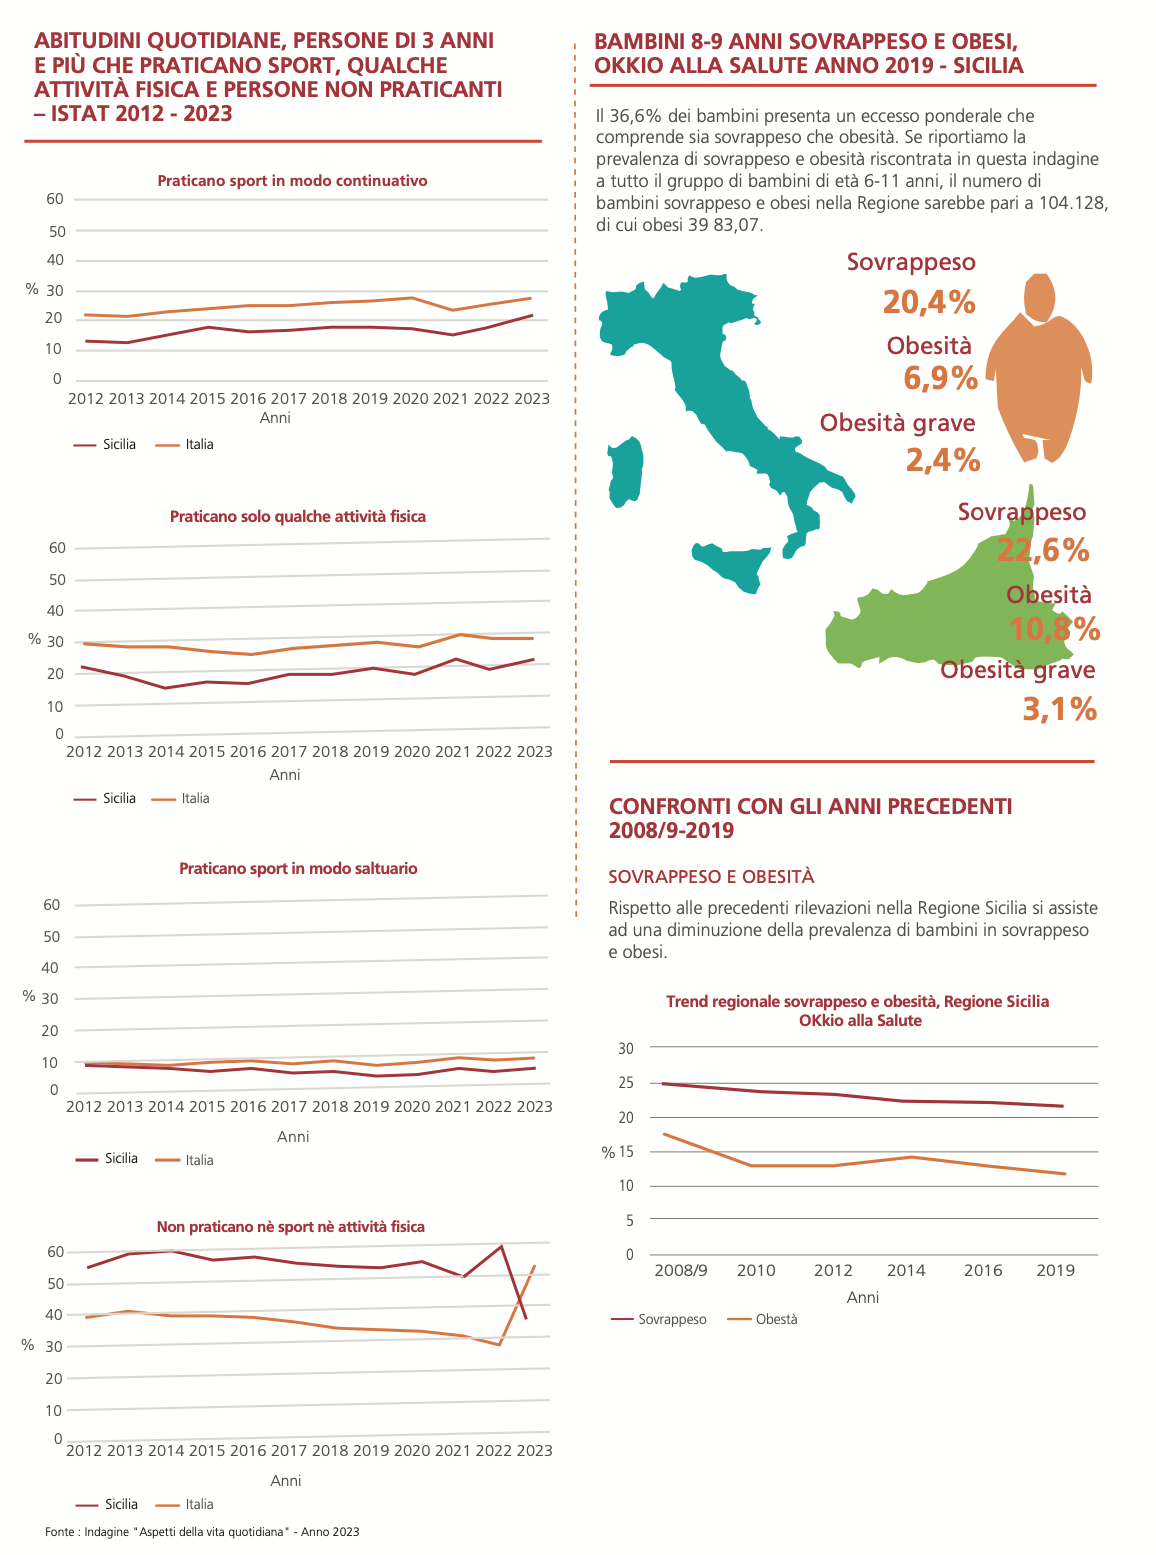 ABITUDINI QUOTIDIANE, PERSONE DI 3 ANNI
E PIÙ CHE PRATICANO SPORT, QUALCHE
ATTIVITÀ FISICA E PERSONE NON PRATICANTI
– ISTAT 2012 - 2023
Praticano sport in modo continuativo
60
50
40
% 30
20
10
0
2012 2013 2014 2015 2016 2017 2018 2019 2020 2021 2022 2023
Anni
Sicilia Italia
Praticano solo qualche attività fisica
60
50
40
% 30
20
10
0
2012 2013 2014 2015 2016 2017 2018 2019 2020 2021 2022 2023
Anni
Sicilia Italia
Praticano sport in modo saltuario
60
50
40
% 30
20
10
0
2012 2013 2014 2015 2016 2017 2018 2019 2020 2021 2022 2023
Anni
Sicilia Italia
Non praticano nè sport nè attività fisica
60
50
40
% 30
20
10
0
2012 2013 2014 2015 2016 2017 2018 2019 2020 2021 2022 2023
Anni
Sicilia Italia
Fonte : Indagine "Aspetti della vita quotidiana" - Anno 2023
BAMBINI 8-9 ANNI SOVRAPPESO E OBESI,
OKKIO ALLA SALUTE ANNO 2019 - SICILIA
Il 36,6% dei bambini presenta un eccesso ponderale che
comprende sia sovrappeso che obesità. Se riportiamo la
prevalenza di sovrappeso e obesità riscontrata in questa indagine
a tutto il gruppo di bambini di età 6-11 anni, il numero di
bambini sovrappeso e obesi nella Regione sarebbe pari a 104.128,
di cui obesi 39 83,07.
Sovrappeso
20,4%
Obesità
6,9%
Obesità grave
2,4%
Sovrappeso
22,6%
Obesità
10,8%
Obesità grave
3,1%
CONFRONTI CON GLI ANNI PRECEDENTI
2008/9-2019
SOVRAPPESO E OBESITÀ
Rispetto alle precedenti rilevazioni nella Regione Sicilia si assiste
ad una diminuzione della prevalenza di bambini in sovrappeso
e obesi.
Trend regionale sovrappeso e obesità, Regione Sicilia
OKkio alla Salute
30
25
20
% 15
10
5
0
2008/9 2010 2012 2014 2016 2019
Anni
Sovrappeso Obestà